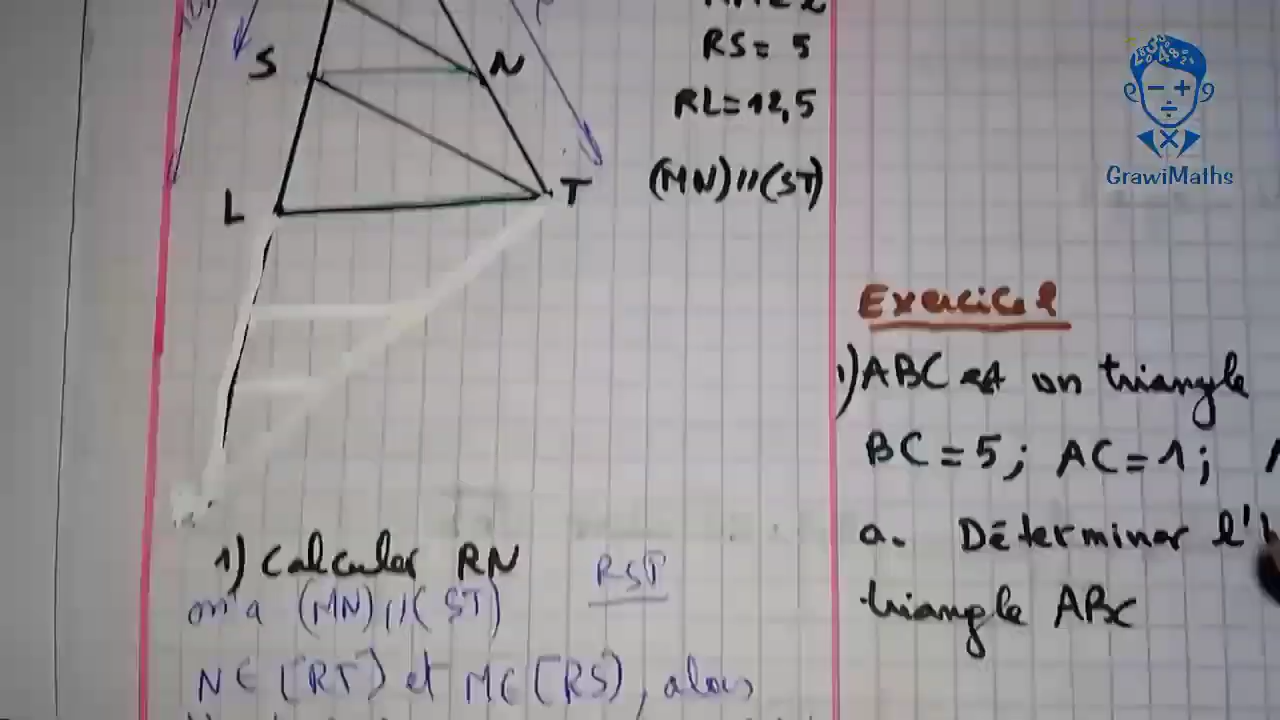 S
N
L
T
RS = 5
RL = 12,5
(MN)//(ST)
GrawiMaths
1) Calculer RN
RST
on a (MN)//(ST)
N∈[RT] et M∈[RS), alors
Exercice
1) ABC est un triangle
BC = 5; AC = 1;
a. Déterminer l'
triangle ABC